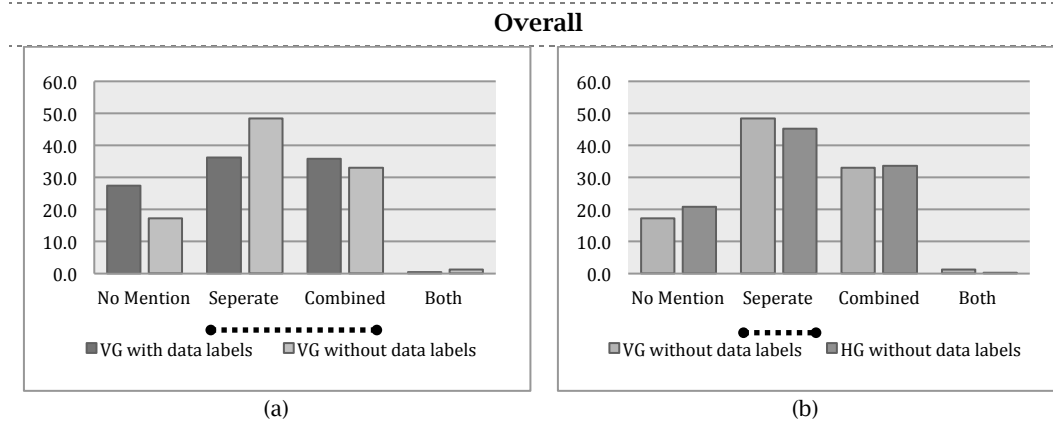 Overall
60.0
50.0
40.0
30.0
20.0
10.0
0.0
No Mention Seperate Combined Both
VG with data labels VG without data labels
(a)
60.0
50.0
40.0
30.0
20.0
10.0
0.0
No Mention Seperate Combined Both
VG without data labels HG without data labels
(b)